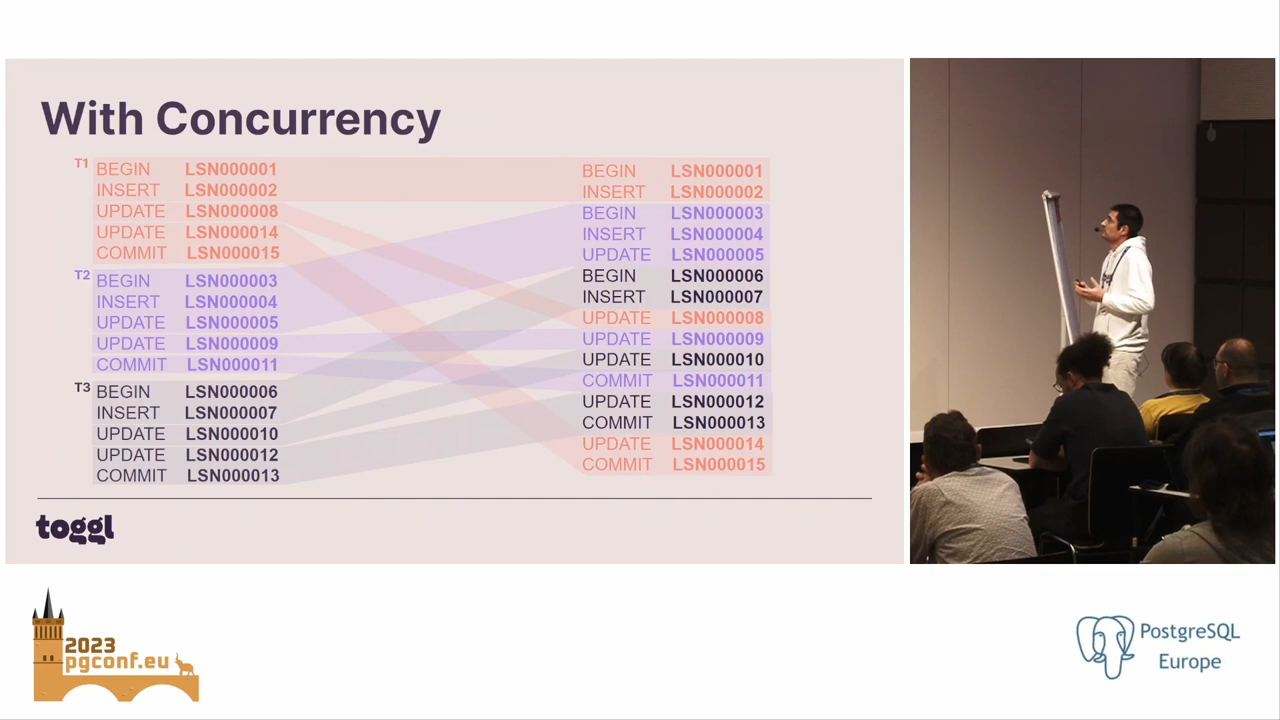 With Concurrency
T1
BEGIN LSN000001
INSERT LSN000002
UPDATE LSN000008
UPDATE LSN000014
COMMIT LSN000015
T2
BEGIN LSN000003
INSERT LSN000004
UPDATE LSN000005
UPDATE LSN000009
COMMIT LSN000011
T3
BEGIN LSN000006
INSERT LSN000007
UPDATE LSN000010
UPDATE LSN000012
COMMIT LSN000013
BEGIN LSN000001
INSERT LSN000002
BEGIN LSN000003
INSERT LSN000004
UPDATE LSN000005
BEGIN LSN000006
INSERT LSN000007
UPDATE LSN000008
UPDATE LSN000009
UPDATE LSN000010
COMMIT LSN000011
UPDATE LSN000012
COMMIT LSN000013
UPDATE LSN000014
COMMIT LSN000015
toggl
2023
pgconf.eu
PostgreSQL
Europe